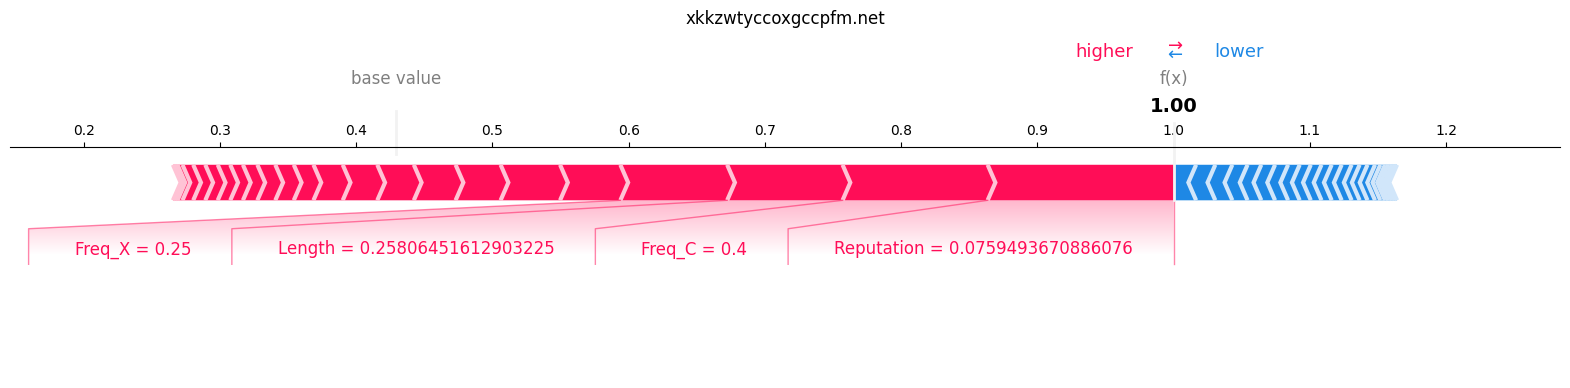 xkkzwtyccoxgccpfm.net
higher ⇄ lower
base value f(x)
1.00
0.2 0.3 0.4 0.5 0.6 0.7 0.8 0.9 1.0 1.1 1.2
Freq_X = 0.25 Length = 0.25806451612903225 Freq_C = 0.4 Reputation = 0.0759493670886076